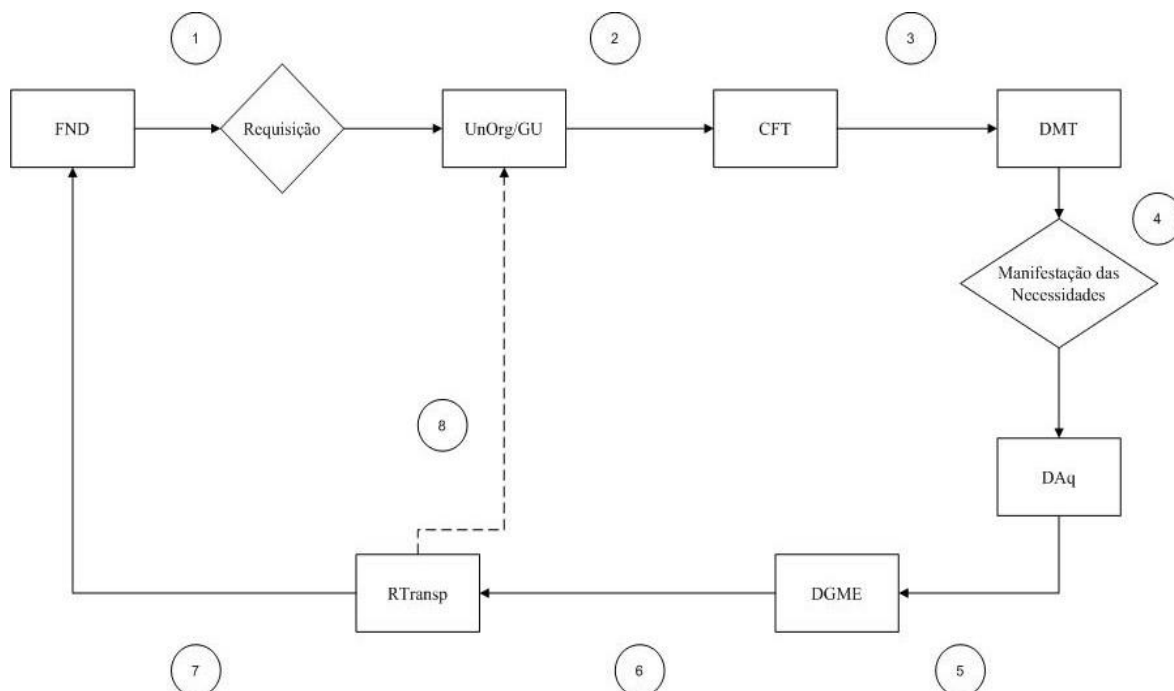 1
2
3
FND
Requisição
UnOrg/GU
CFT
DMT
4
Manifestação das
Necessidades
8
DAq
RTransp
DGME
7
6
5